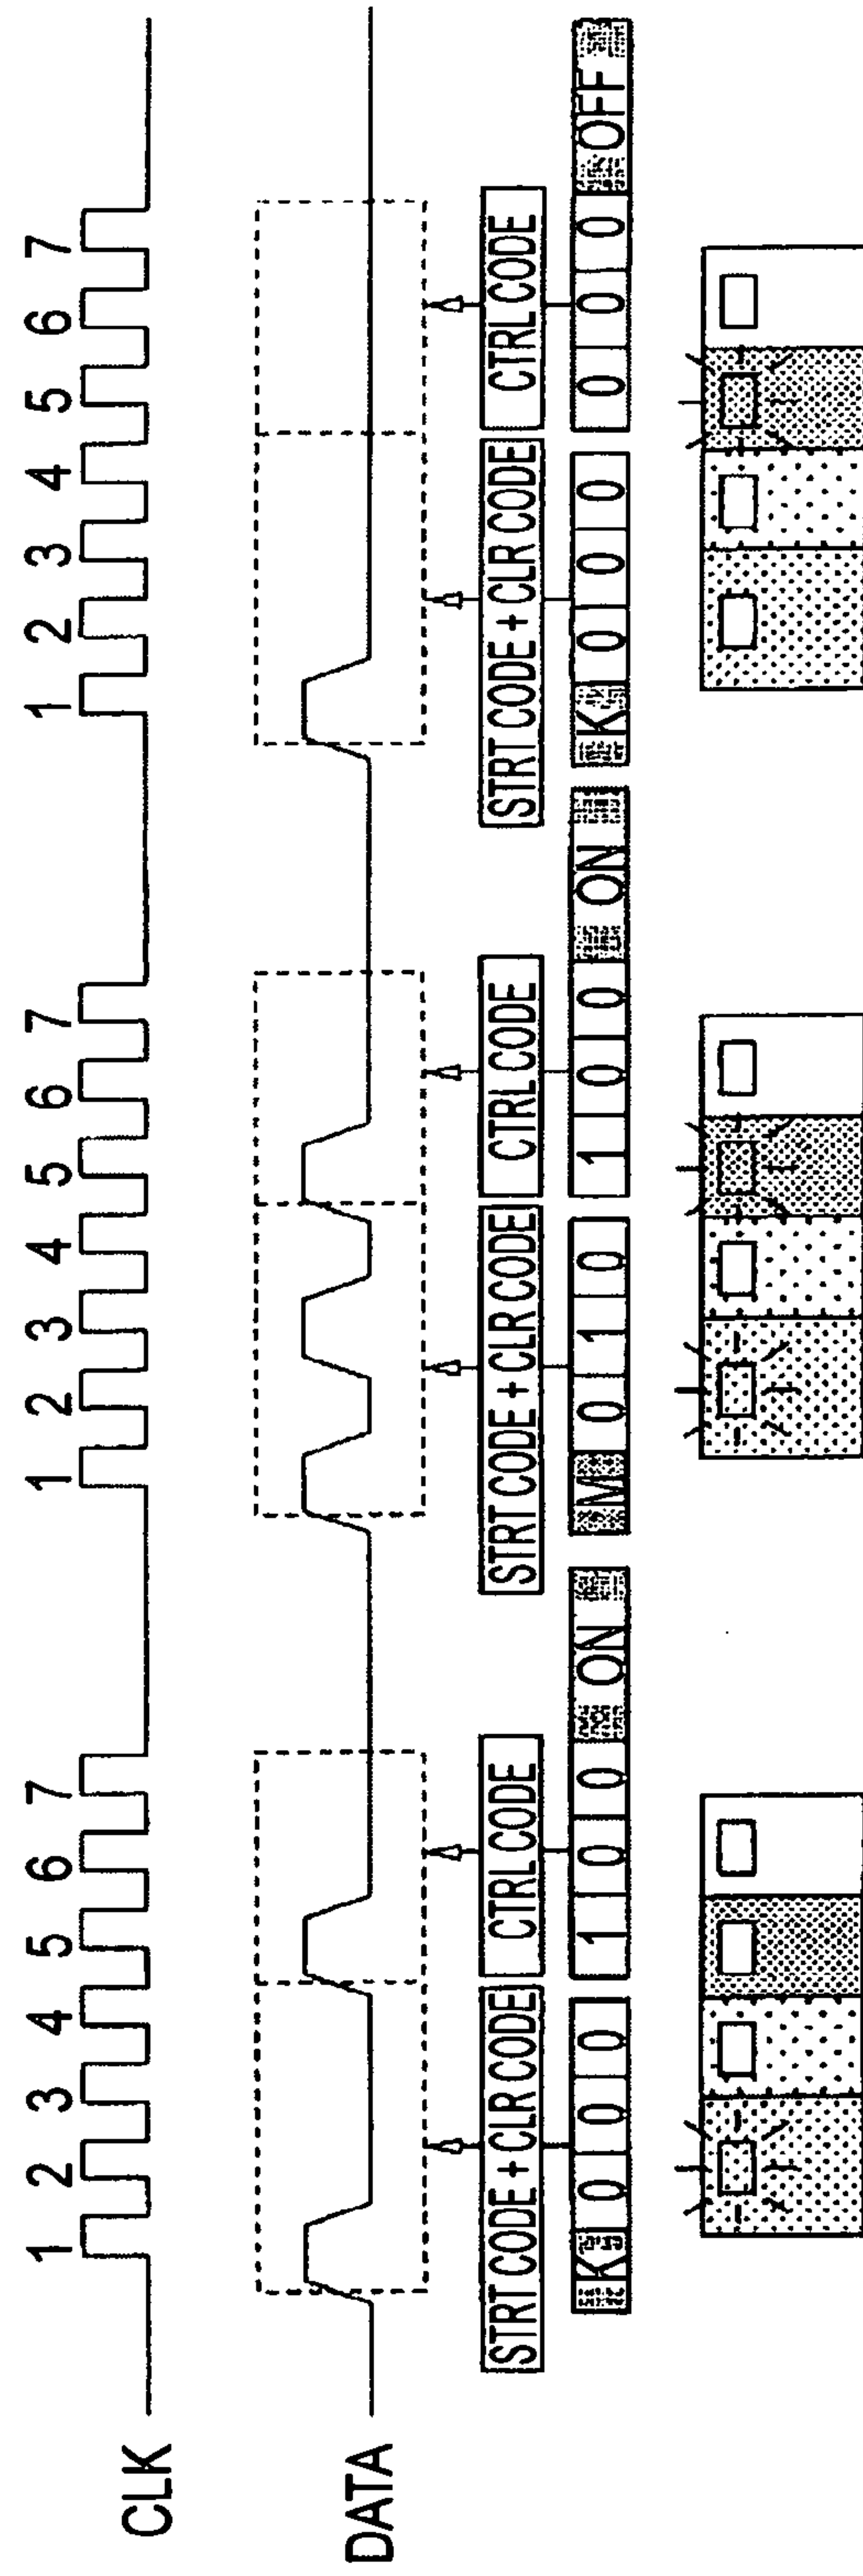 CLK 1 2 3 4 5 6 7 1 2 3 4 5 6 7 1 2 3 4 5 6 7
DATA
STRT CODE + CLR CODE CTRL CODE STRT CODE + CLR CODE CTRL CODE STRT CODE + CLR CODE CTRL CODE
K 0 0 0 1 0 0 ON M 0 1 0 1 0 0 ON K 0 0 0 0 0 0 OFF